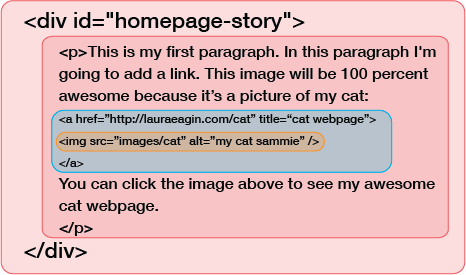 <div id="homepage-story">
<p>This is my first paragraph. In this paragraph I'm
going to add a link. This image will be 100 percent
awesome because it’s a picture of my cat:
<a href=”http://lauraeagin.com/cat” title=“cat webpage”>
<img src=”images/cat” alt=”my cat sammie” />
</a>
You can click the image above to see my awesome
cat webpage.
</p>
</div>